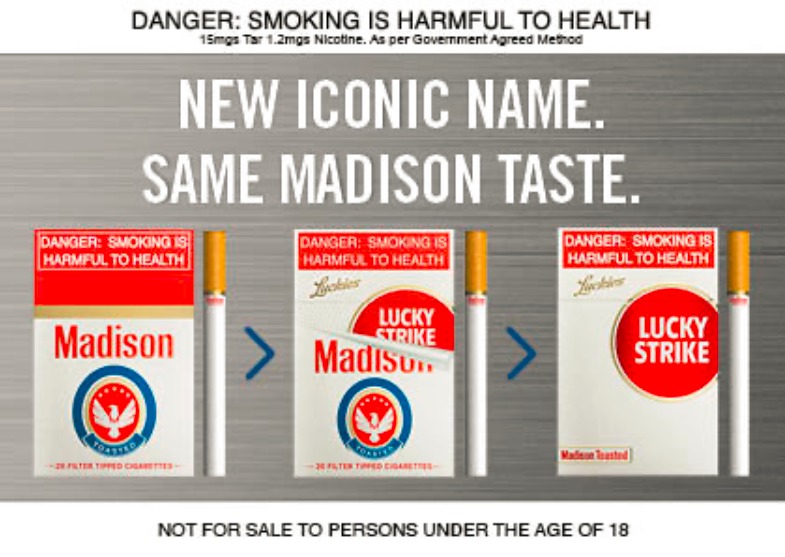 DANGER: SMOKING IS HARMFUL TO HEALTH
15mgs Tar 1.2mgs Nicotine. As per Government Agreed Method
NEW ICONIC NAME.
SAME MADISON TASTE.
DANGER: SMOKING IS
HARMFUL TO HEALTH
Madison
TOASTED
20 FILTER TIPPED CIGARETTES
DANGER: SMOKING IS
HARMFUL TO HEALTH
Luckies
LUCKY
STRIKE
Madison
TOASTED
20 FILTER TIPPED CIGARETTES
DANGER: SMOKING IS
HARMFUL TO HEALTH
Luckies
LUCKY
STRIKE
Madison Toasted
NOT FOR SALE TO PERSONS UNDER THE AGE OF 18